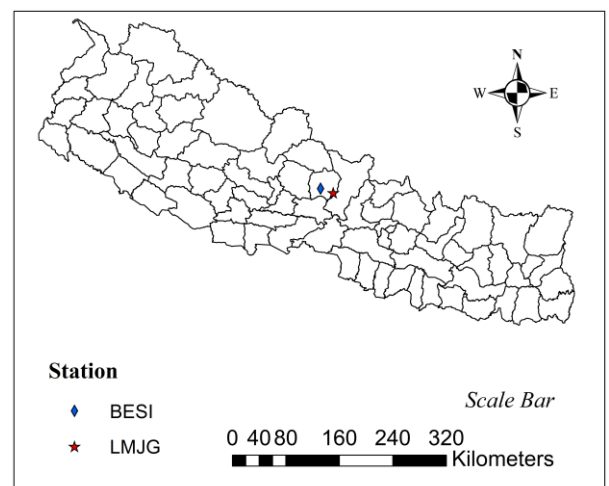 N
W E
S
Station
BESI
LMJG
Scale Bar
0 40 80 160 240 320
Kilometers